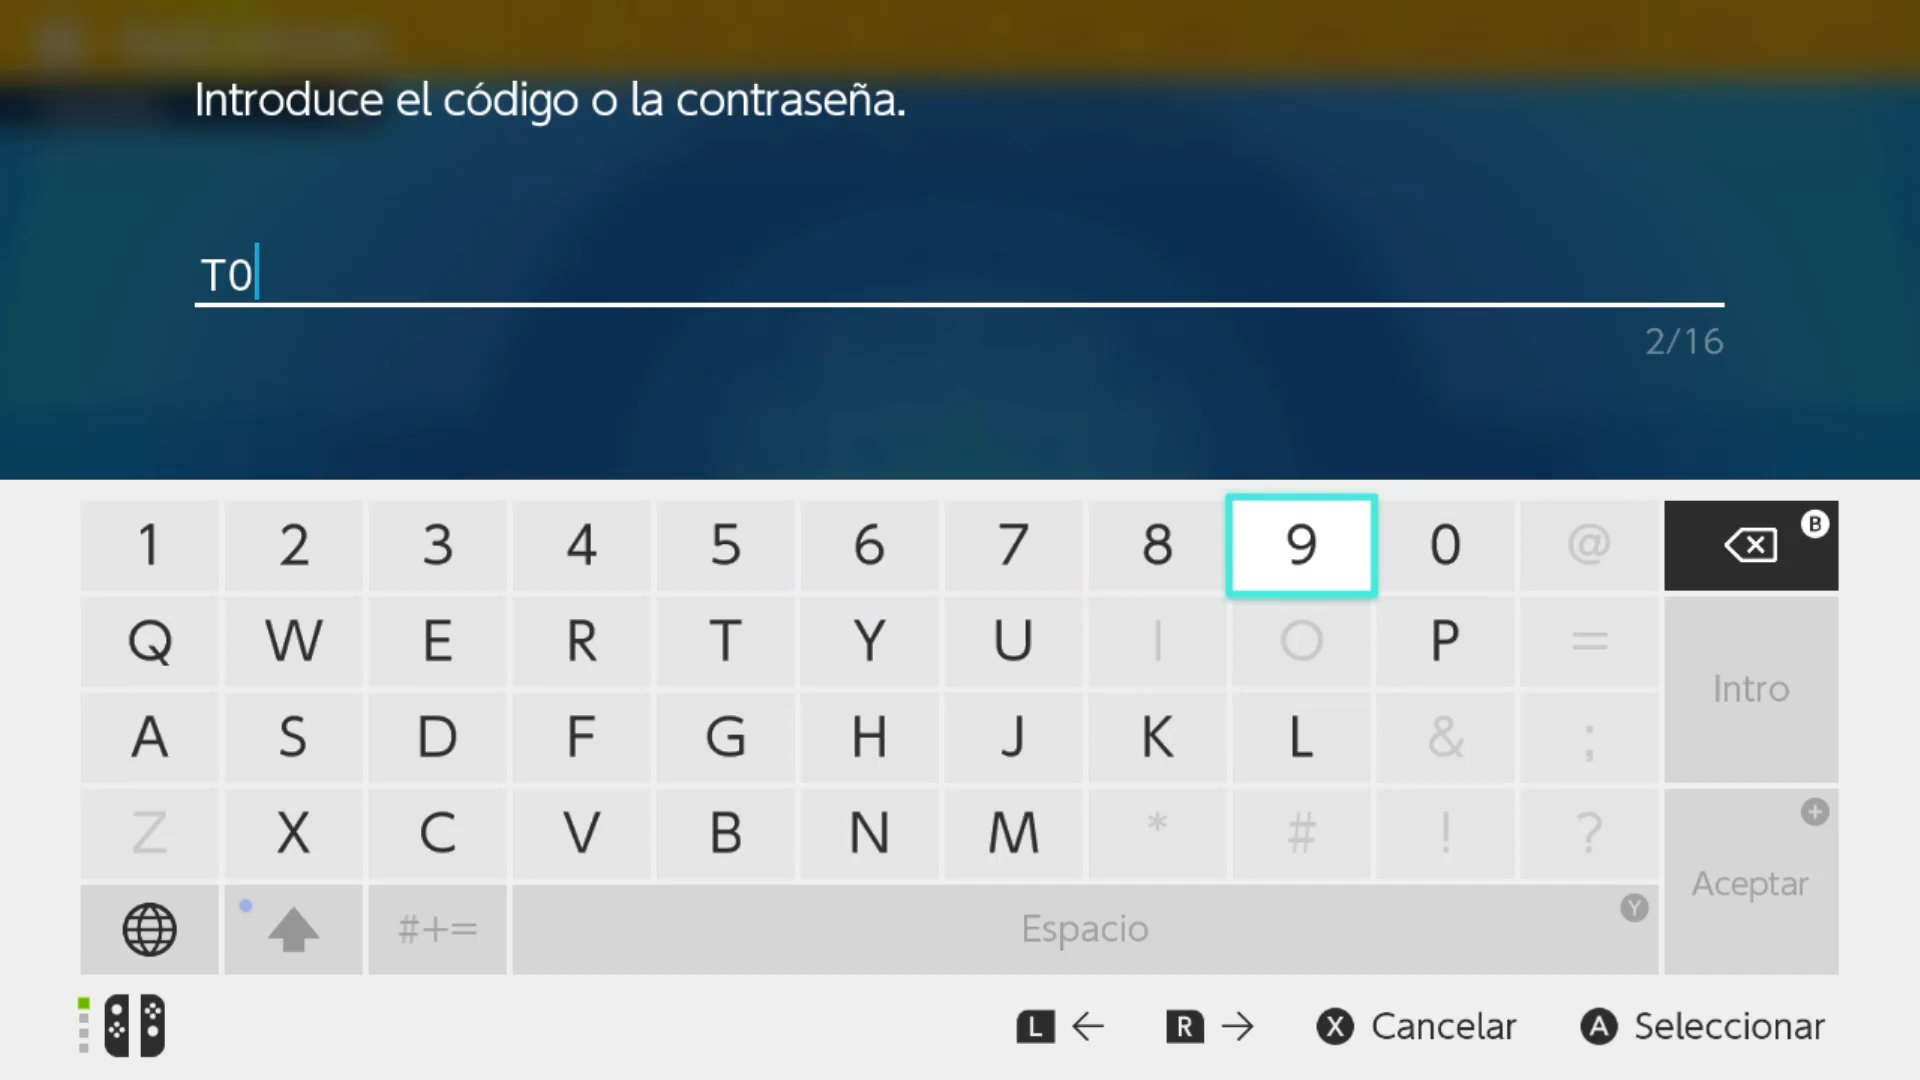 Introduce el código o la contraseña.
T0
2/16
1 2 3 4 5 6 7 8 9 0 @ B
Q W E R T Y U I O P = Intro
A S D F G H J K L & ;
Z X C V B N M * # ! ? + Aceptar
#+= Espacio Y
L ← R → X Cancelar A Seleccionar